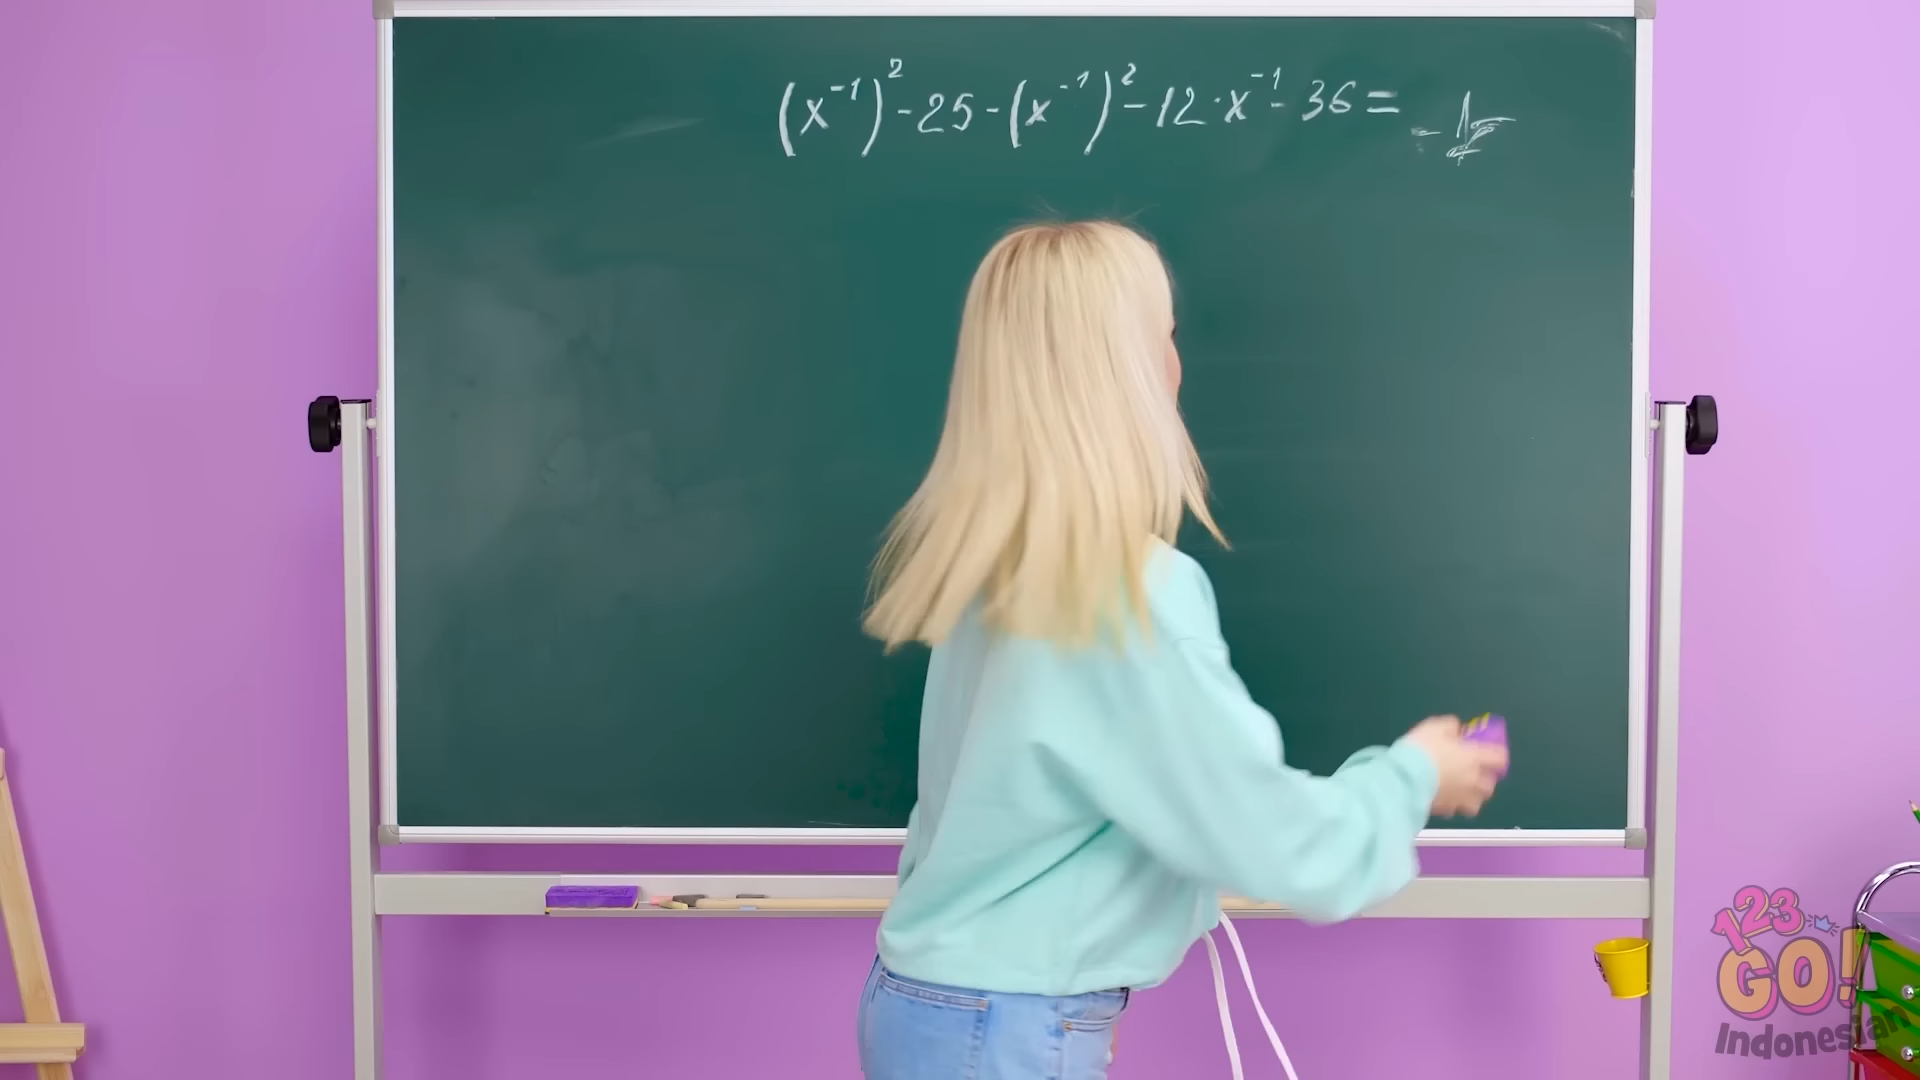 (x⁻¹)² - 25 - (x⁻¹)² - 12 · x⁻¹ - 36 =
123
GO!
Indonesian